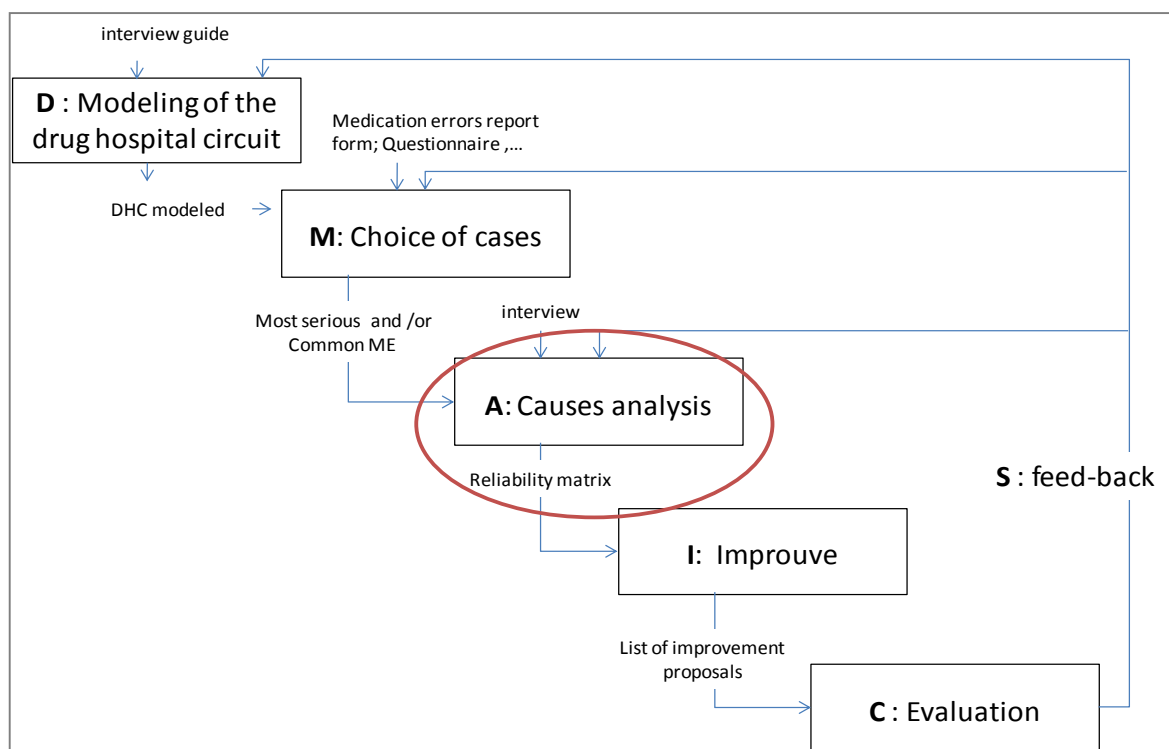 interview guide
D : Modeling of the
drug hospital circuit
Medication errors report
form; Questionnaire ,...
DHC modeled
M: Choice of cases
Most serious and /or
Common ME
interview
A: Causes analysis
Reliability matrix
S : feed-back
I: Improuve
List of improvement
proposals
C : Evaluation